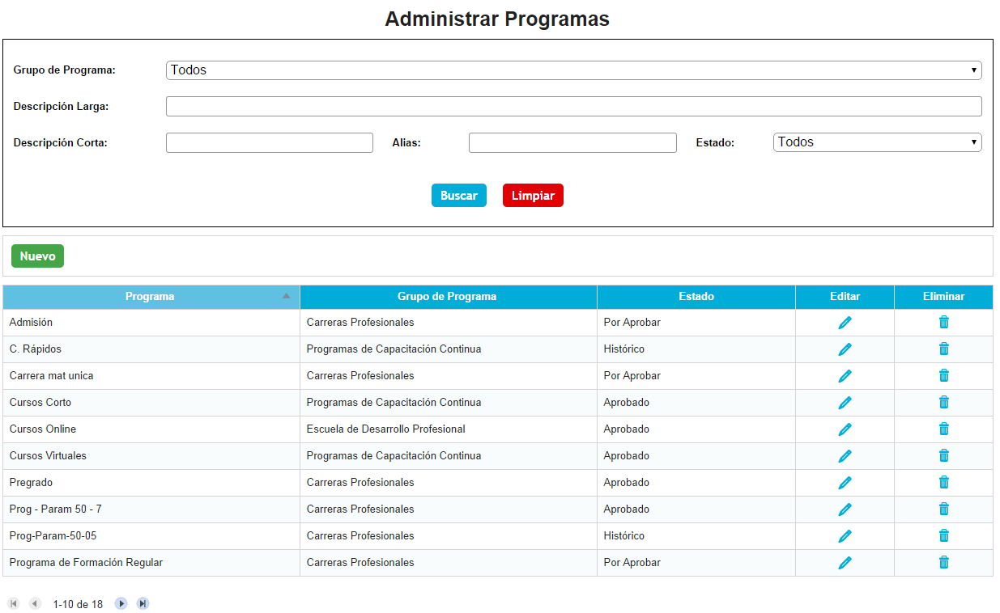 Administrar Programas
Grupo de Programa: Todos
Descripción Larga:
Descripción Corta: Alias: Estado: Todos
Buscar Limpiar
Nuevo
Programa Grupo de Programa Estado Editar Eliminar
Admisión Carreras Profesionales Por Aprobar
C. Rápidos Programas de Capacitación Continua Histórico
Carrera mat unica Carreras Profesionales Por Aprobar
Cursos Corto Programas de Capacitación Continua Aprobado
Cursos Online Escuela de Desarrollo Profesional Aprobado
Cursos Virtuales Programas de Capacitación Continua Aprobado
Pregrado Carreras Profesionales Aprobado
Prog - Param 50 - 7 Carreras Profesionales Aprobado
Prog-Param-50-05 Carreras Profesionales Histórico
Programa de Formación Regular Carreras Profesionales Por Aprobar
1-10 de 18